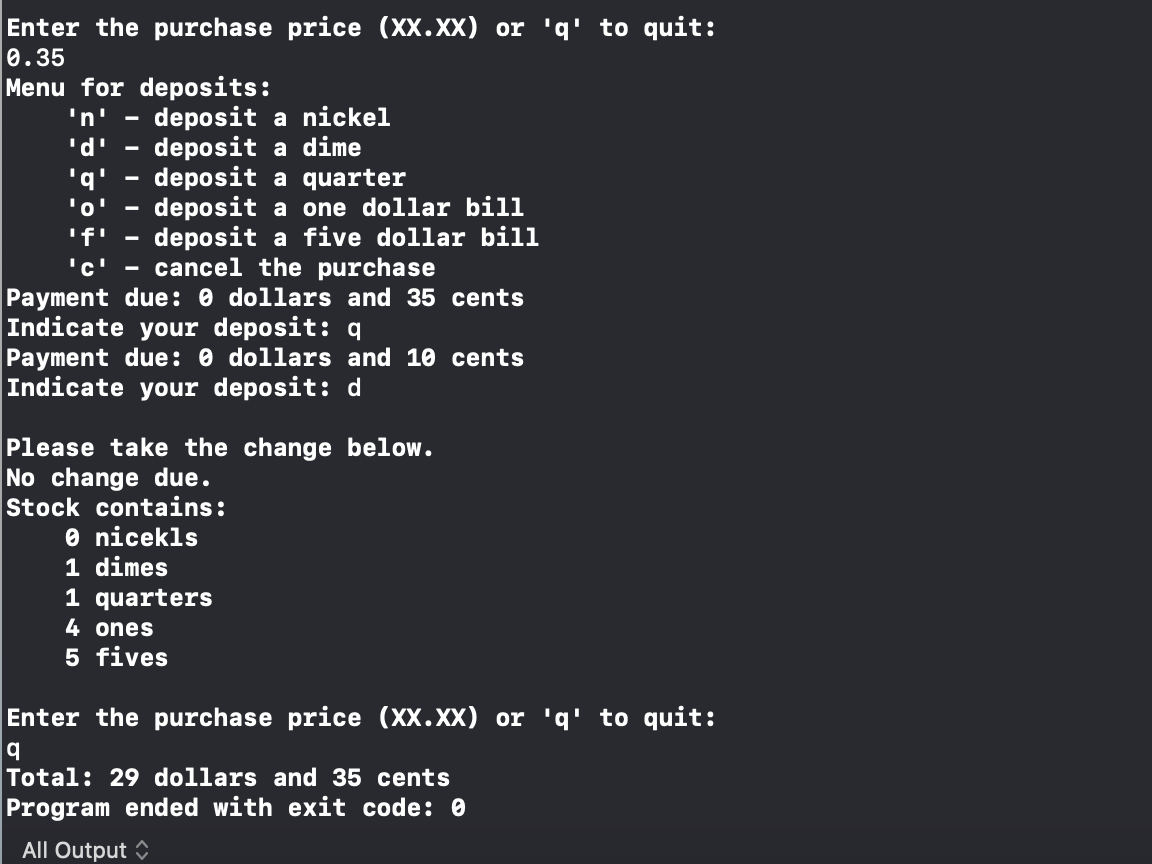 Enter the purchase price (XX.XX) or 'q' to quit:
0.35
Menu for deposits:
    'n' – deposit a nickel
    'd' – deposit a dime
    'q' – deposit a quarter
    'o' – deposit a one dollar bill
    'f' – deposit a five dollar bill
    'c' – cancel the purchase
Payment due: 0 dollars and 35 cents
Indicate your deposit: q
Payment due: 0 dollars and 10 cents
Indicate your deposit: d
Please take the change below.
No change due.
Stock contains:
    0 nicekls
    1 dimes
    1 quarters
    4 ones
    5 fives
Enter the purchase price (XX.XX) or 'q' to quit:
q
Total: 29 dollars and 35 cents
Program ended with exit code: 0
All Output